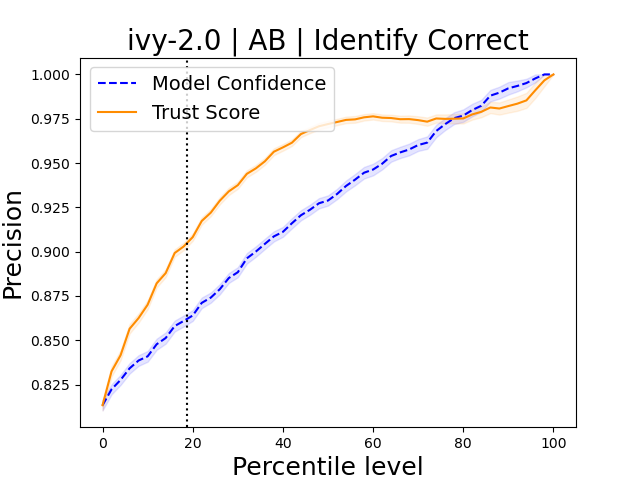 ivy-2.0 | AB | Identify Correct
Model Confidence
Trust Score
Precision
1.000
0.975
0.950
0.925
0.900
0.875
0.850
0.825
0 20 40 60 80 100
Percentile level